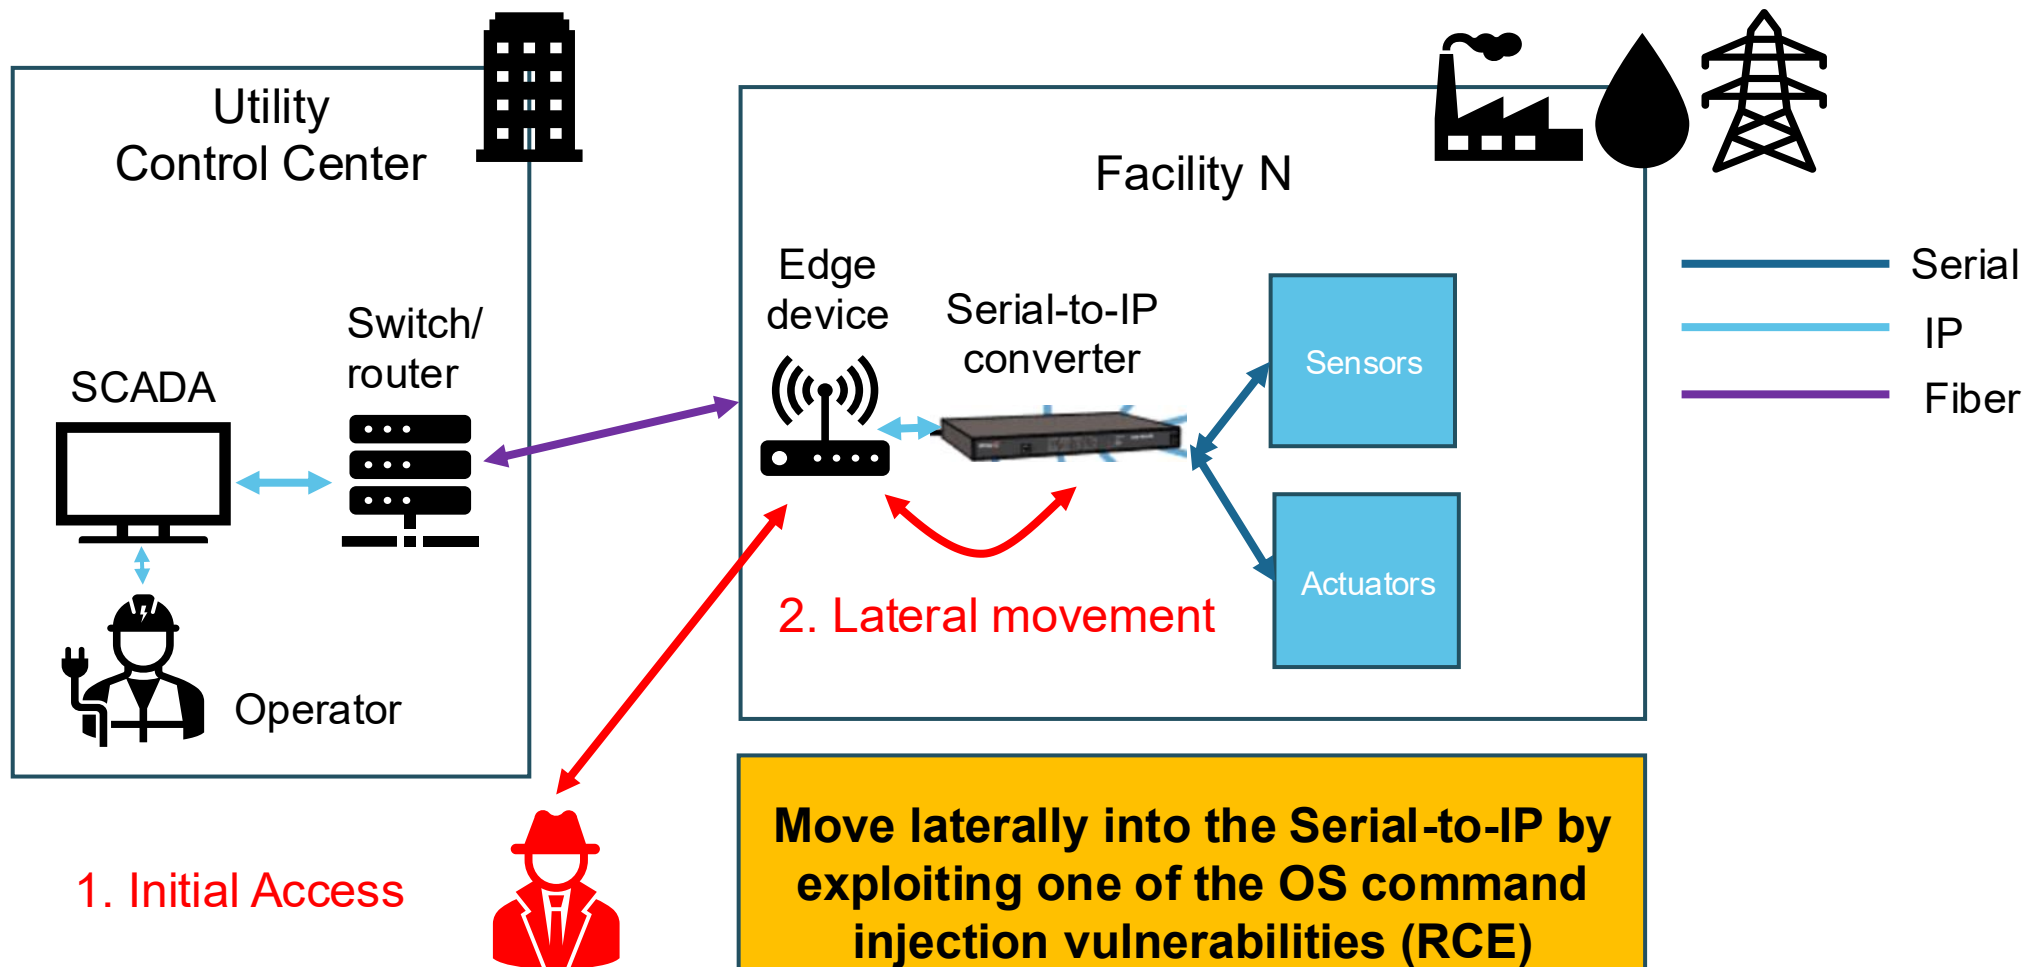 Utility
Control Center
Facility N
Edge
device
Serial-to-IP
converter
Switch/
router
SCADA
Sensors
Actuators
Operator
Serial
IP
Fiber
2. Lateral movement
1. Initial Access
Move laterally into the Serial-to-IP by
exploiting one of the OS command
injection vulnerabilities (RCE)